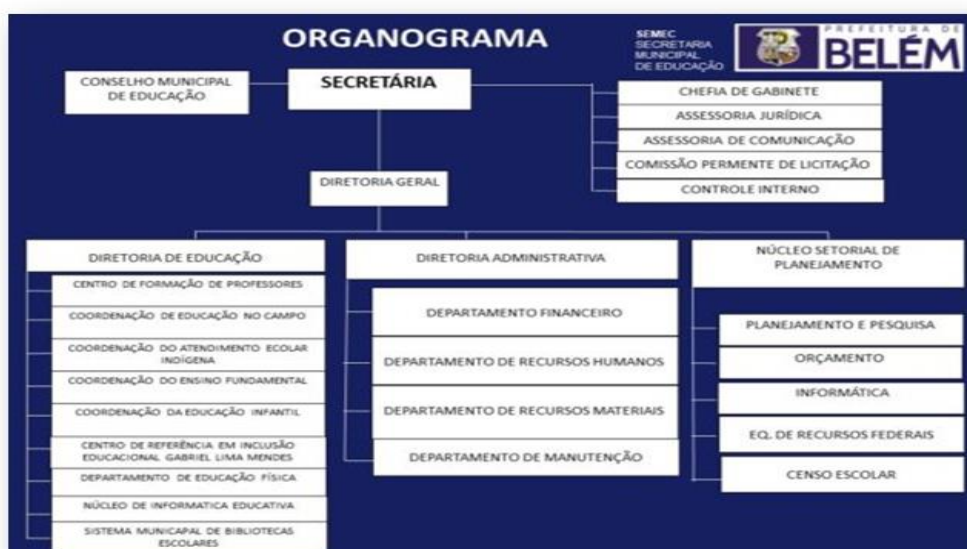 ORGANOGRAMA
SEMEC
SECRETARIA
MUNICIPAL
DE EDUCAÇÃO
PREFEITURA DE
BELÉM
CONSELHO MUNICIPAL
DE EDUCAÇÃO
SECRETÁRIA
CHEFIA DE GABINETE
ASSESSORIA JURÍDICA
ASSESSORIA DE COMUNICAÇÃO
COMISSÃO PERMENTE DE LICITAÇÃO
CONTROLE INTERNO
DIRETORIA GERAL
DIRETORIA DE EDUCAÇÃO
CENTRO DE FORMAÇÃO DE PROFESSORES
COORDENAÇÃO DE EDUCAÇÃO NO CAMPO
COORDENAÇÃO DO ATENDIMENTO ECOLAR
INDÍGENA
COORDENAÇÃO DO ENSINO FUNDAMENTAL
COORDENAÇÃO DA EDUCAÇÃO INFANTIL
CENTRO DE REFERÊNCIA EM INCLUSÃO
EDUCACIONAL GABRIEL LIMA MENDES
DEPARTAMENTO DE EDUCAÇÃO FÍSICA
NÚCLEO DE INFORMATICA EDUCATIVA
SISTEMA MUNICAPAL DE BIBLIOTECAS
ESCOLARES
DIRETORIA ADMINISTRATIVA
DEPARTAMENTO FINANCEIRO
DEPARTAMENTO DE RECURSOS HUMANOS
DEPARTAMENTO DE RECURSOS MATERIAIS
DEPARTAMENTO DE MANUTENÇÃO
NÚCLEO SETORIAL DE
PLANEJAMENTO
PLANEJAMENTO E PESQUISA
ORÇAMENTO
INFORMÁTICA
EQ. DE RECURSOS FEDERAIS
CENSO ESCOLAR